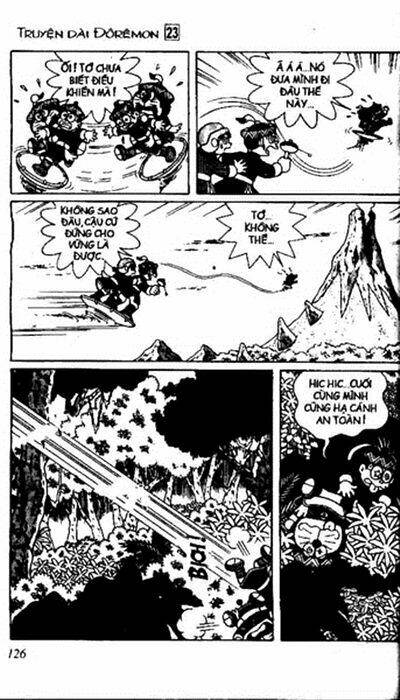 TRUYỆN DÀI ĐÔRÊMON 23
ỐI! TỚ CHƯA
BIẾT ĐIỀU
KHIỂN MÀ!
Á Á Á...NÓ
ĐƯA MÌNH ĐI
ĐÂU THẾ
NÀY...
KHÔNG SAO
ĐÂU, CẬU CỨ
ĐỨNG CHO
VỮNG LÀ
ĐƯỢC.
TỚ...
KHÔNG
THỂ...
BỊCH!
HIC HIC...CUỐI
CÙNG MÌNH
CŨNG HẠ CÁNH
AN TOÀN!
126